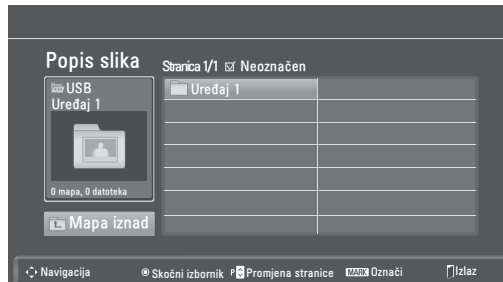 Popis slika
Stranica 1/1 ☑ Neoznačen
USB
Uređaj 1
Uređaj 1
0 mapa, 0 datoteka
Mapa iznad
Navigacija Skočni izbornik P Promjena stranice MARK Označi Izlaz